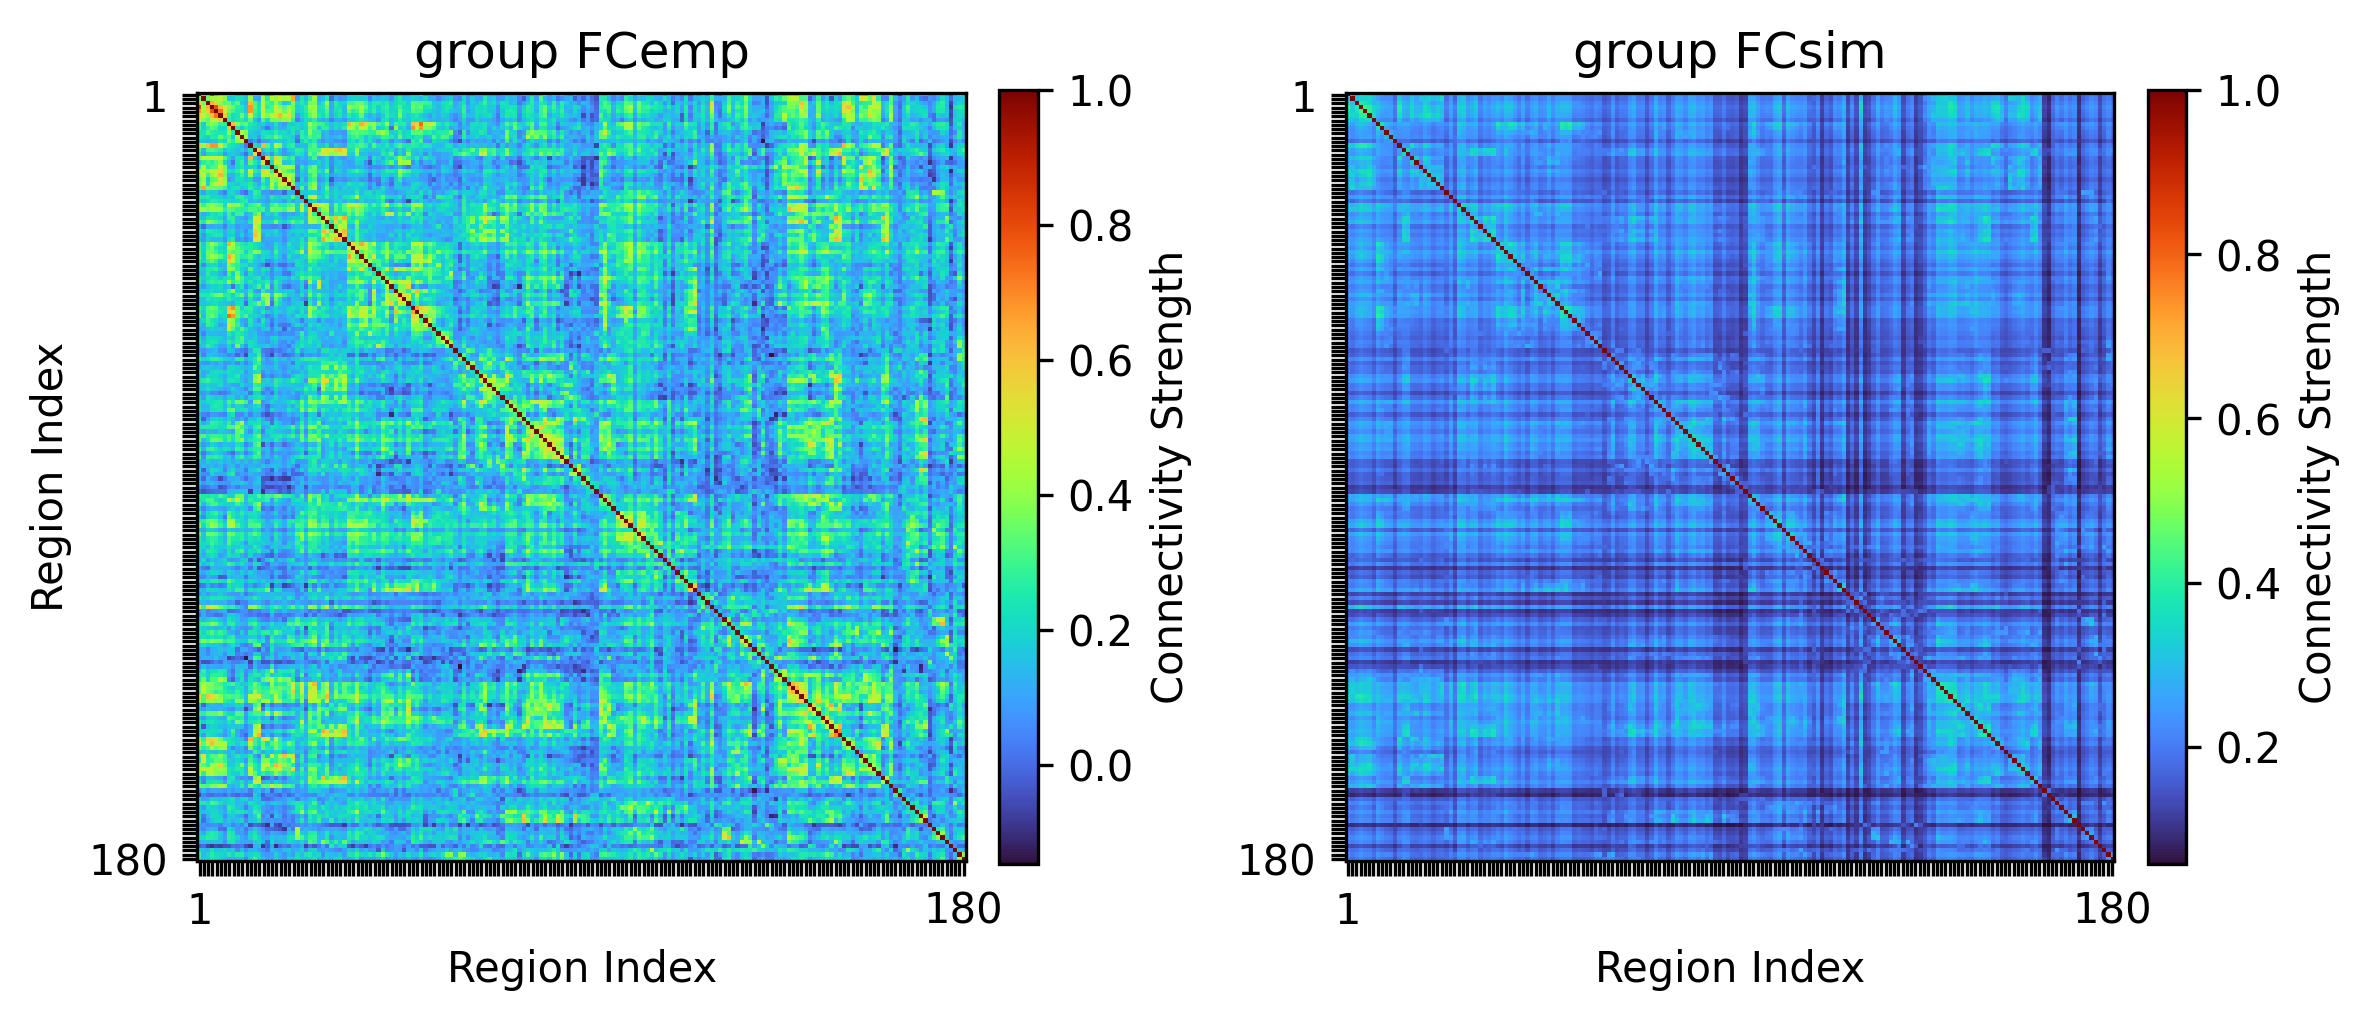 group FCemp
1
180
1
180
Region Index
Region Index
1.0
0.8
0.6
0.4
0.2
0.0
Connectivity Strength
group FCsim
1
180
1
180
Region Index
1.0
0.8
0.6
0.4
0.2
Connectivity Strength